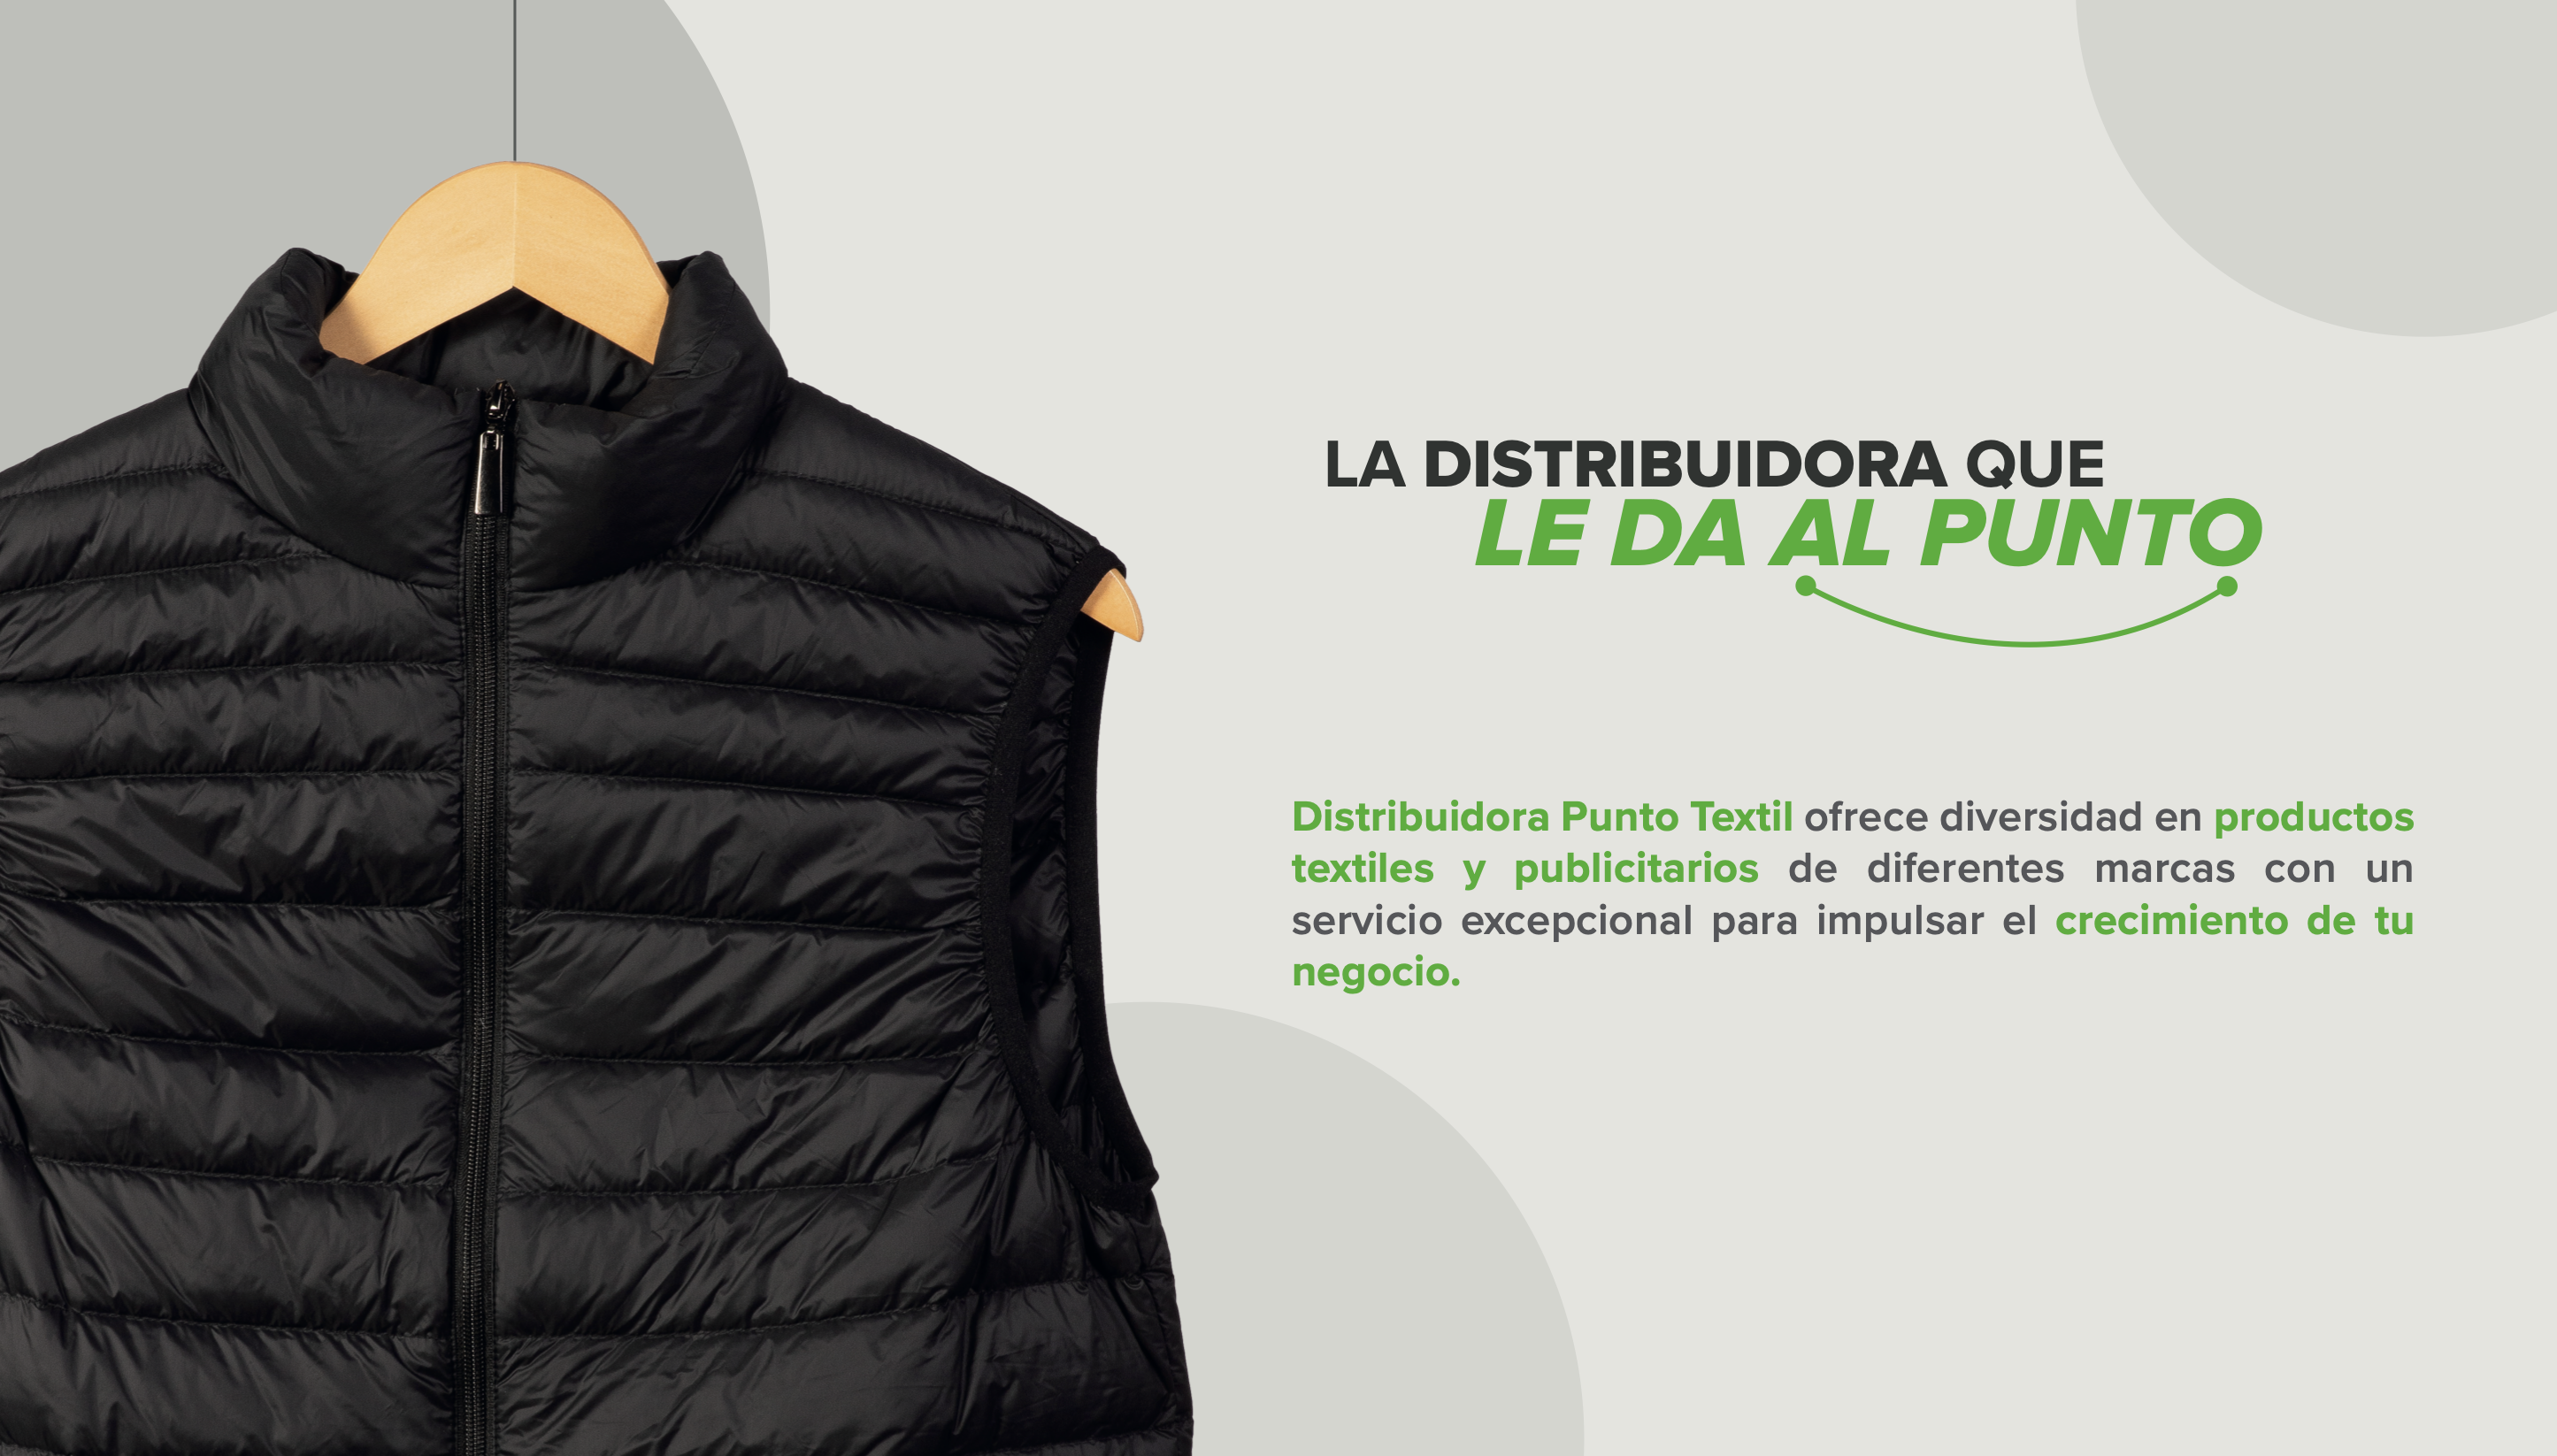 LA DISTRIBUIDORA QUE
LE DA AL PUNTO
Distribuidora Punto Textil ofrece diversidad en productos
textiles y publicitarios de diferentes marcas con un
servicio excepcional para impulsar el crecimiento de tu
negocio.